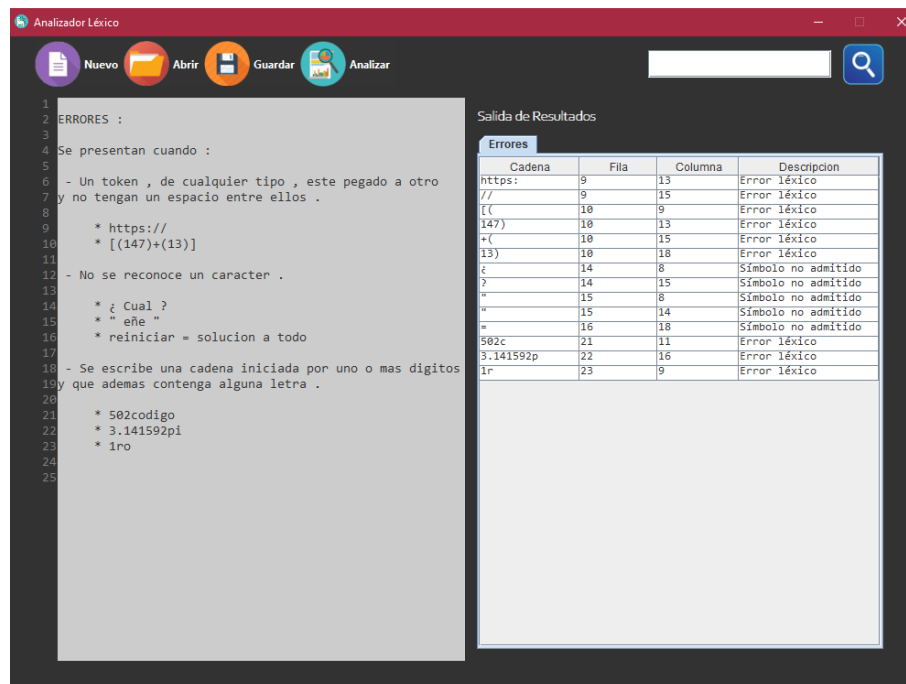 Analizador Léxico
Nuevo Abrir Guardar Analizar
1
2 ERRORES :
3
4 Se presentan cuando :
5
6 - Un token , de cualquier tipo , este pegado a otro
7 y no tengan un espacio entre ellos .
8
9 * https://
10 * [(147)+(13)]
11
12 - No se reconoce un caracter .
13
14 * ¿ Cual ?
15 * " eñe "
16 * reiniciar = solucion a todo
17
18 - Se escribe una cadena iniciada por uno o mas digitos
19 y que ademas contenga alguna letra .
20
21 * 502codigo
22 * 3.141592pi
23 * 1ro
24
25
Salida de Resultados
Errores
Cadena Fila Columna Descripcion
https: 9 13 Error léxico
// 9 15 Error léxico
[( 10 9 Error léxico
147) 10 13 Error léxico
+( 10 15 Error léxico
13) 10 18 Error léxico
¿ 14 8 Símbolo no admitido
? 14 15 Símbolo no admitido
" 15 8 Símbolo no admitido
" 15 14 Símbolo no admitido
= 16 18 Símbolo no admitido
502c 21 11 Error léxico
3.141592p 22 16 Error léxico
1r 23 9 Error léxico